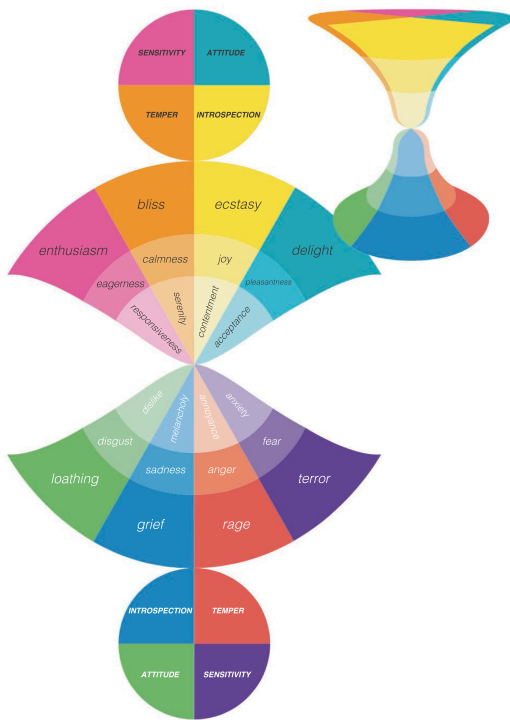 SENSITIVITY ATTITUDE
TEMPER INTROSPECTION
bliss ecstasy
enthusiasm delight
calmness joy
eagerness pleasantness
serenity contentment
responsiveness acceptance
dislike anxiety
melancholy annoyance
disgust fear
sadness anger
loathing terror
grief rage
INTROSPECTION TEMPER
ATTITUDE SENSITIVITY